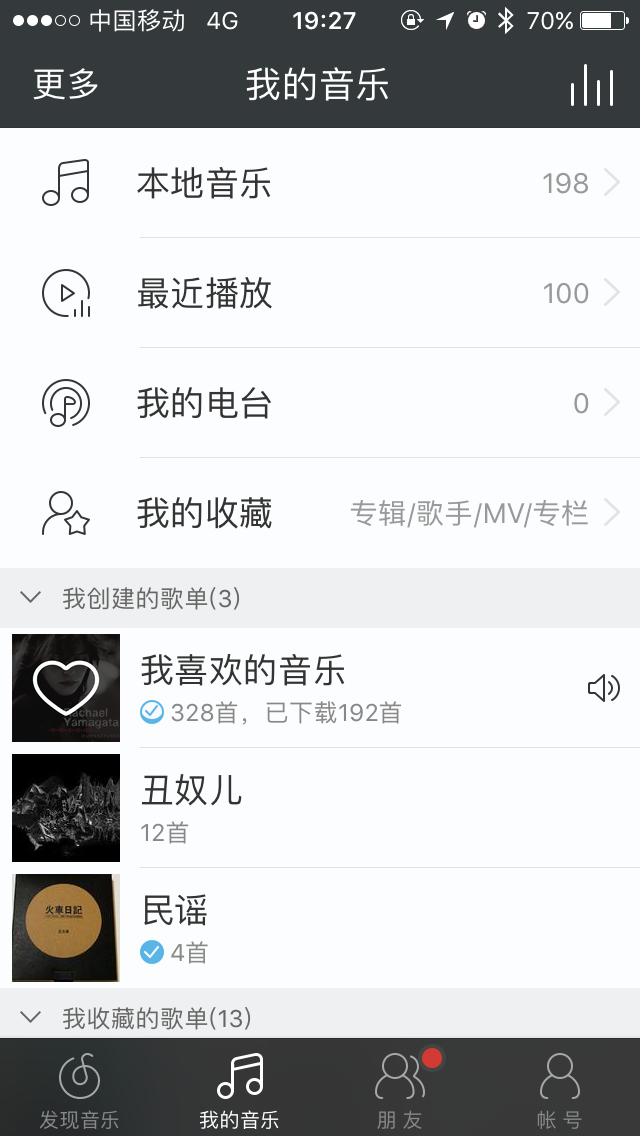 中国移动 4G 19:27 70%
更多 我的音乐
本地音乐 198
最近播放 100
我的电台 0
我的收藏 专辑/歌手/MV/专栏
我创建的歌单(3)
Rachael
Yamagata
我喜欢的音乐
328首，已下载192首
丑奴儿
12首
火車日記
民谣
4首
我收藏的歌单(13)
发现音乐 我的音乐 朋友 帐号